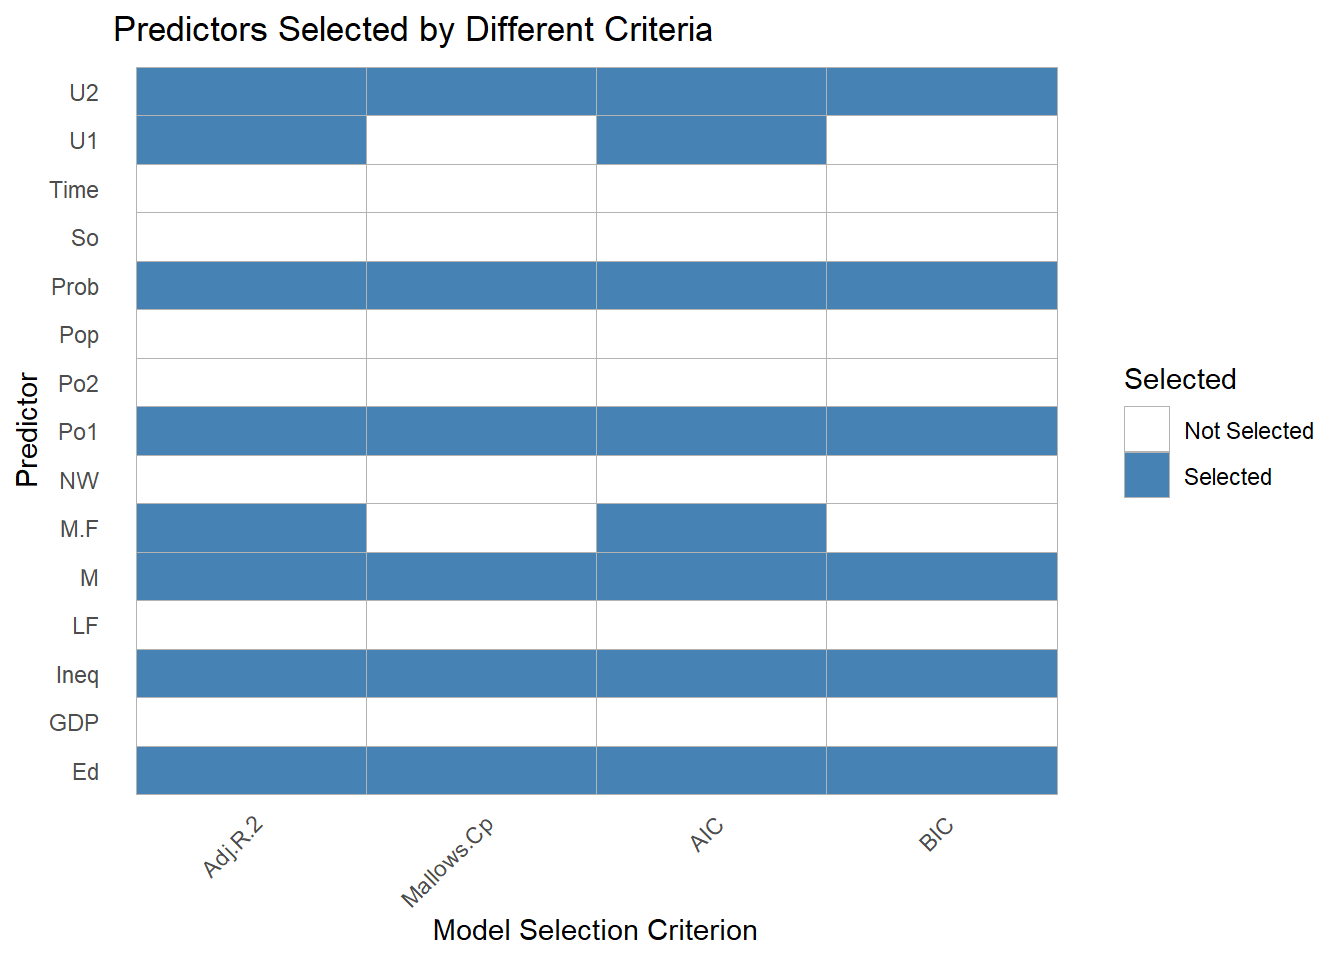 Predictors Selected by Different Criteria
U2
U1
Time
So
Prob
Pop
Po2
Po1
NW
M.F
M
LF
Ineq
GDP
Ed
Predictor
Adj.R.2
Mallows.Cp
AIC
BIC
Model Selection Criterion
Selected
Not Selected
Selected